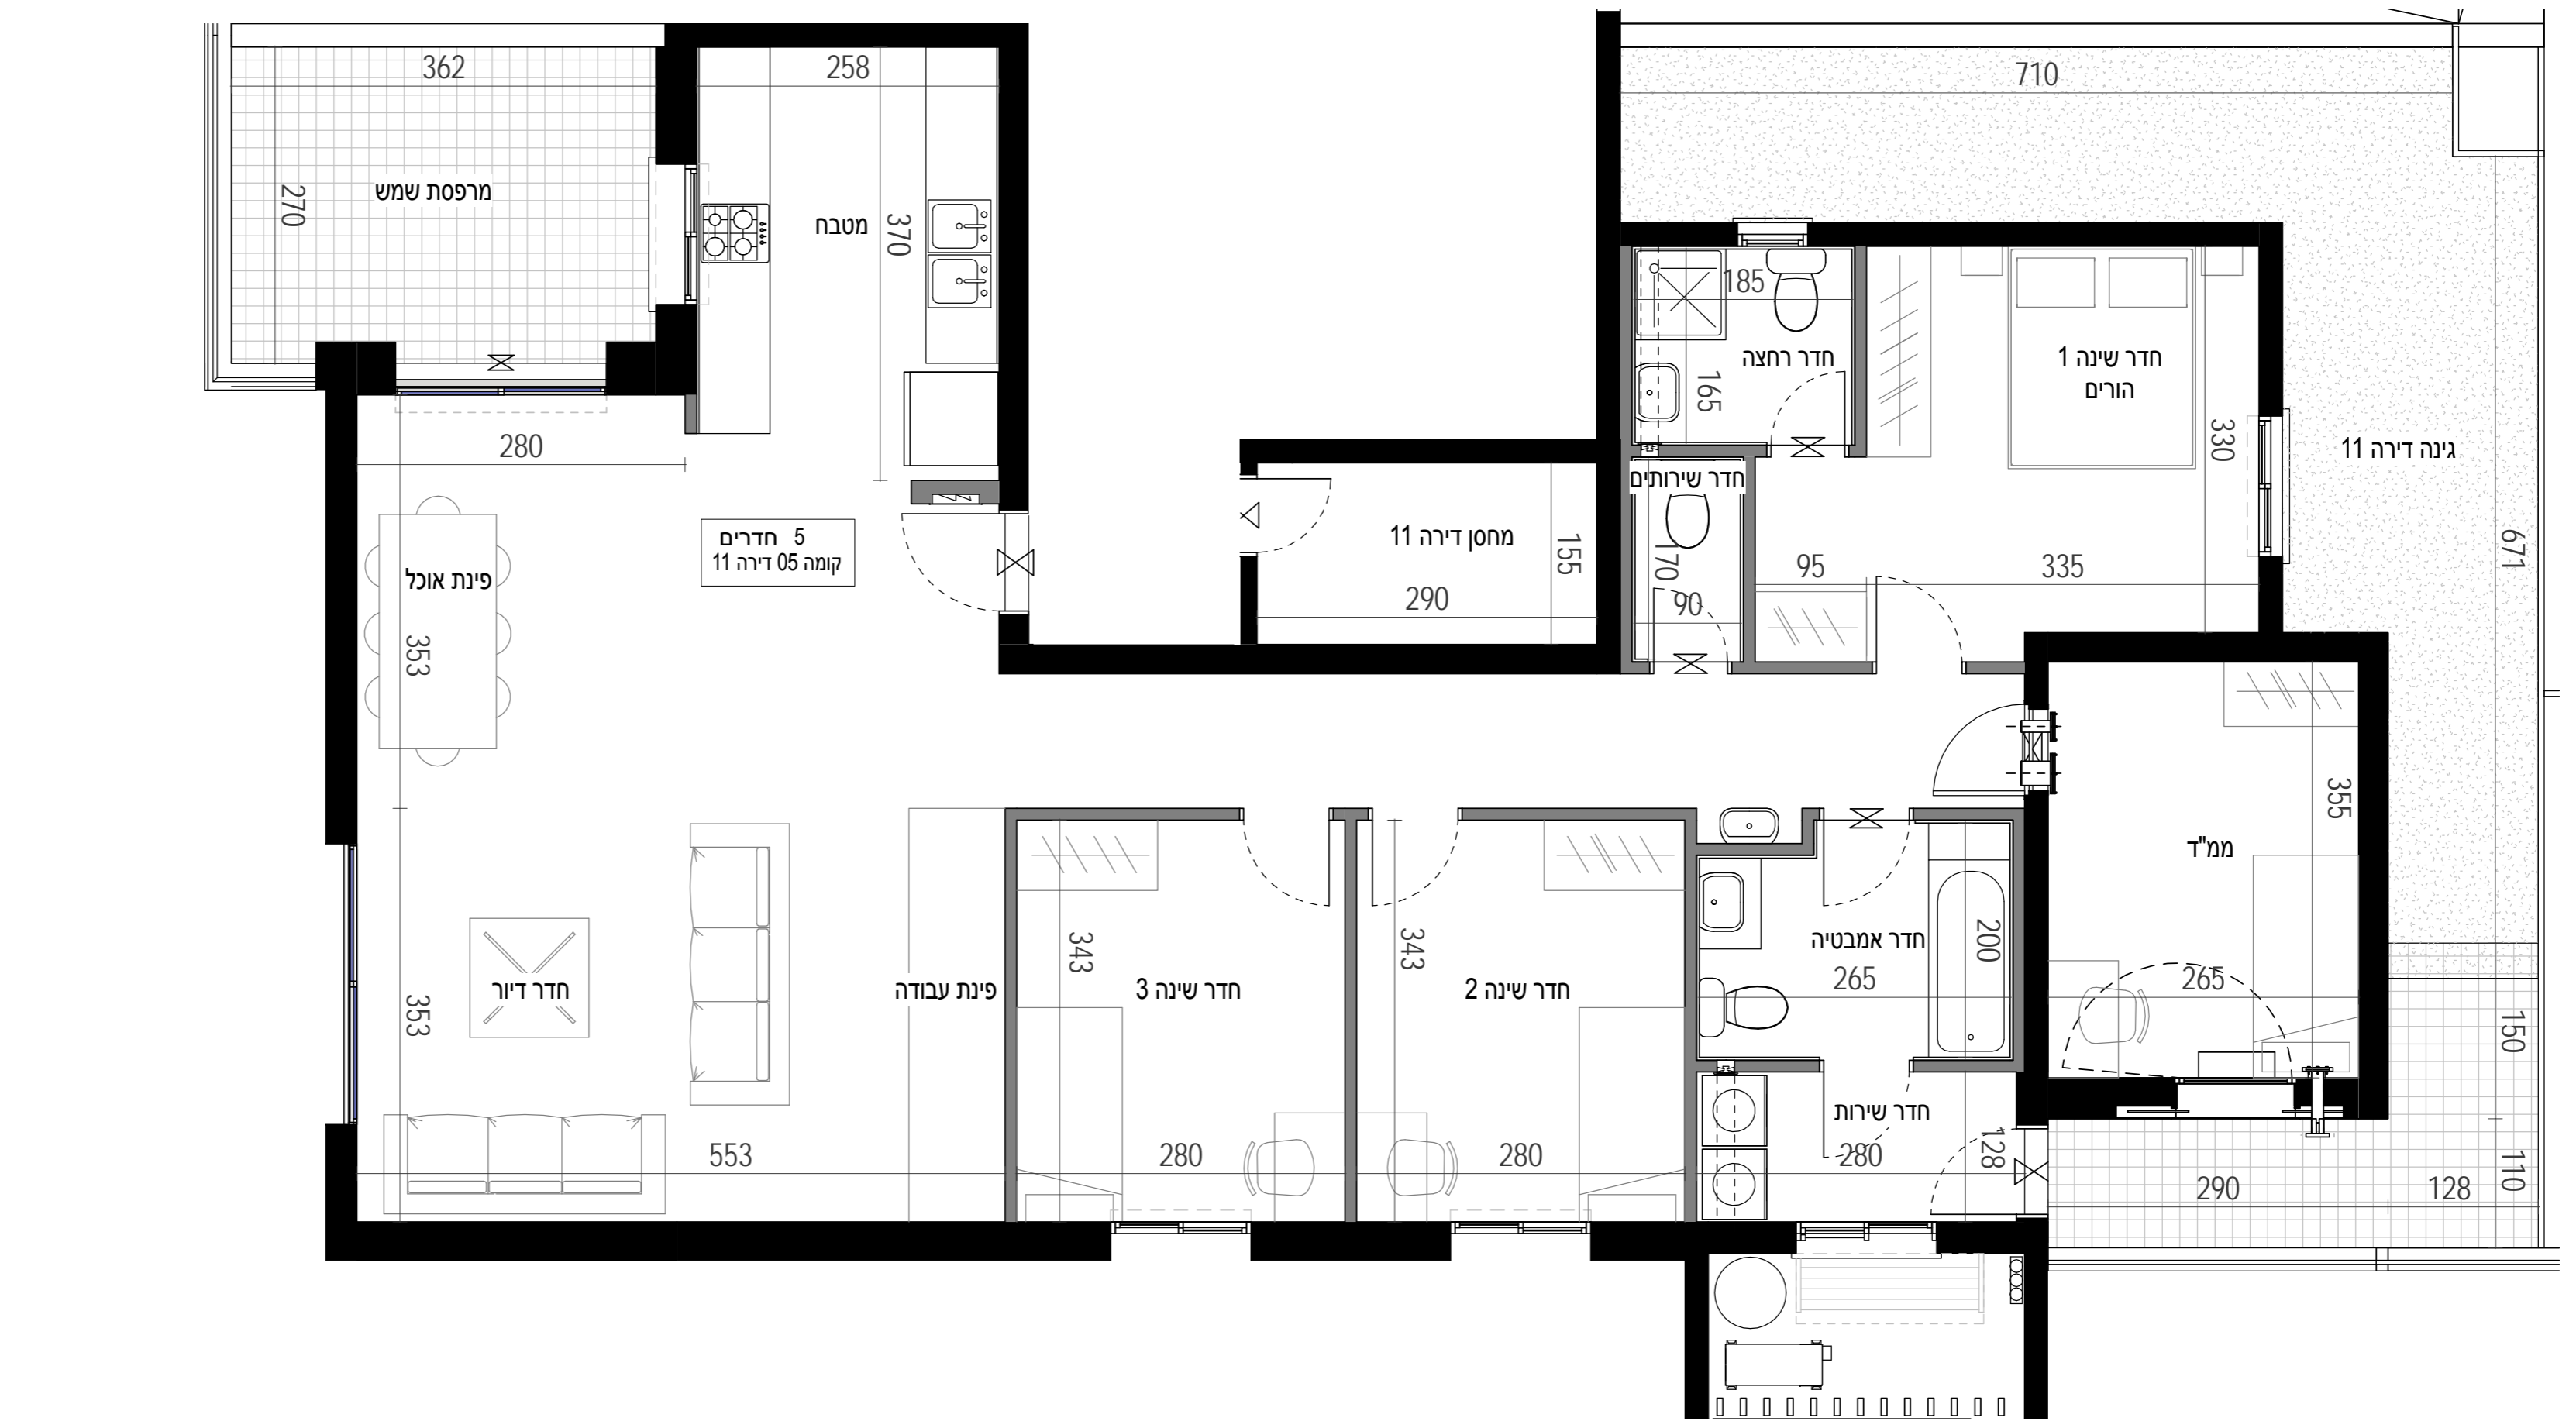 362
270
מרפסת שמש
258
מטבח
370
280
5 חדרים
קומה 05 דירה 11
פינת אוכל
353
חדר דיור
353
553
פינת עבודה
חדר שינה 3
343
280
חדר שינה 2
343
280
מחסן דירה 11
155
290
710
185
חדר רחצה
165
חדר שירותים
170
90
חדר שינה 1
הורים
330
95
335
גינה דירה 11
671
ממ"ד
355
265
חדר אמבטיה
200
265
חדר שירות
128
280
150
110
290
128